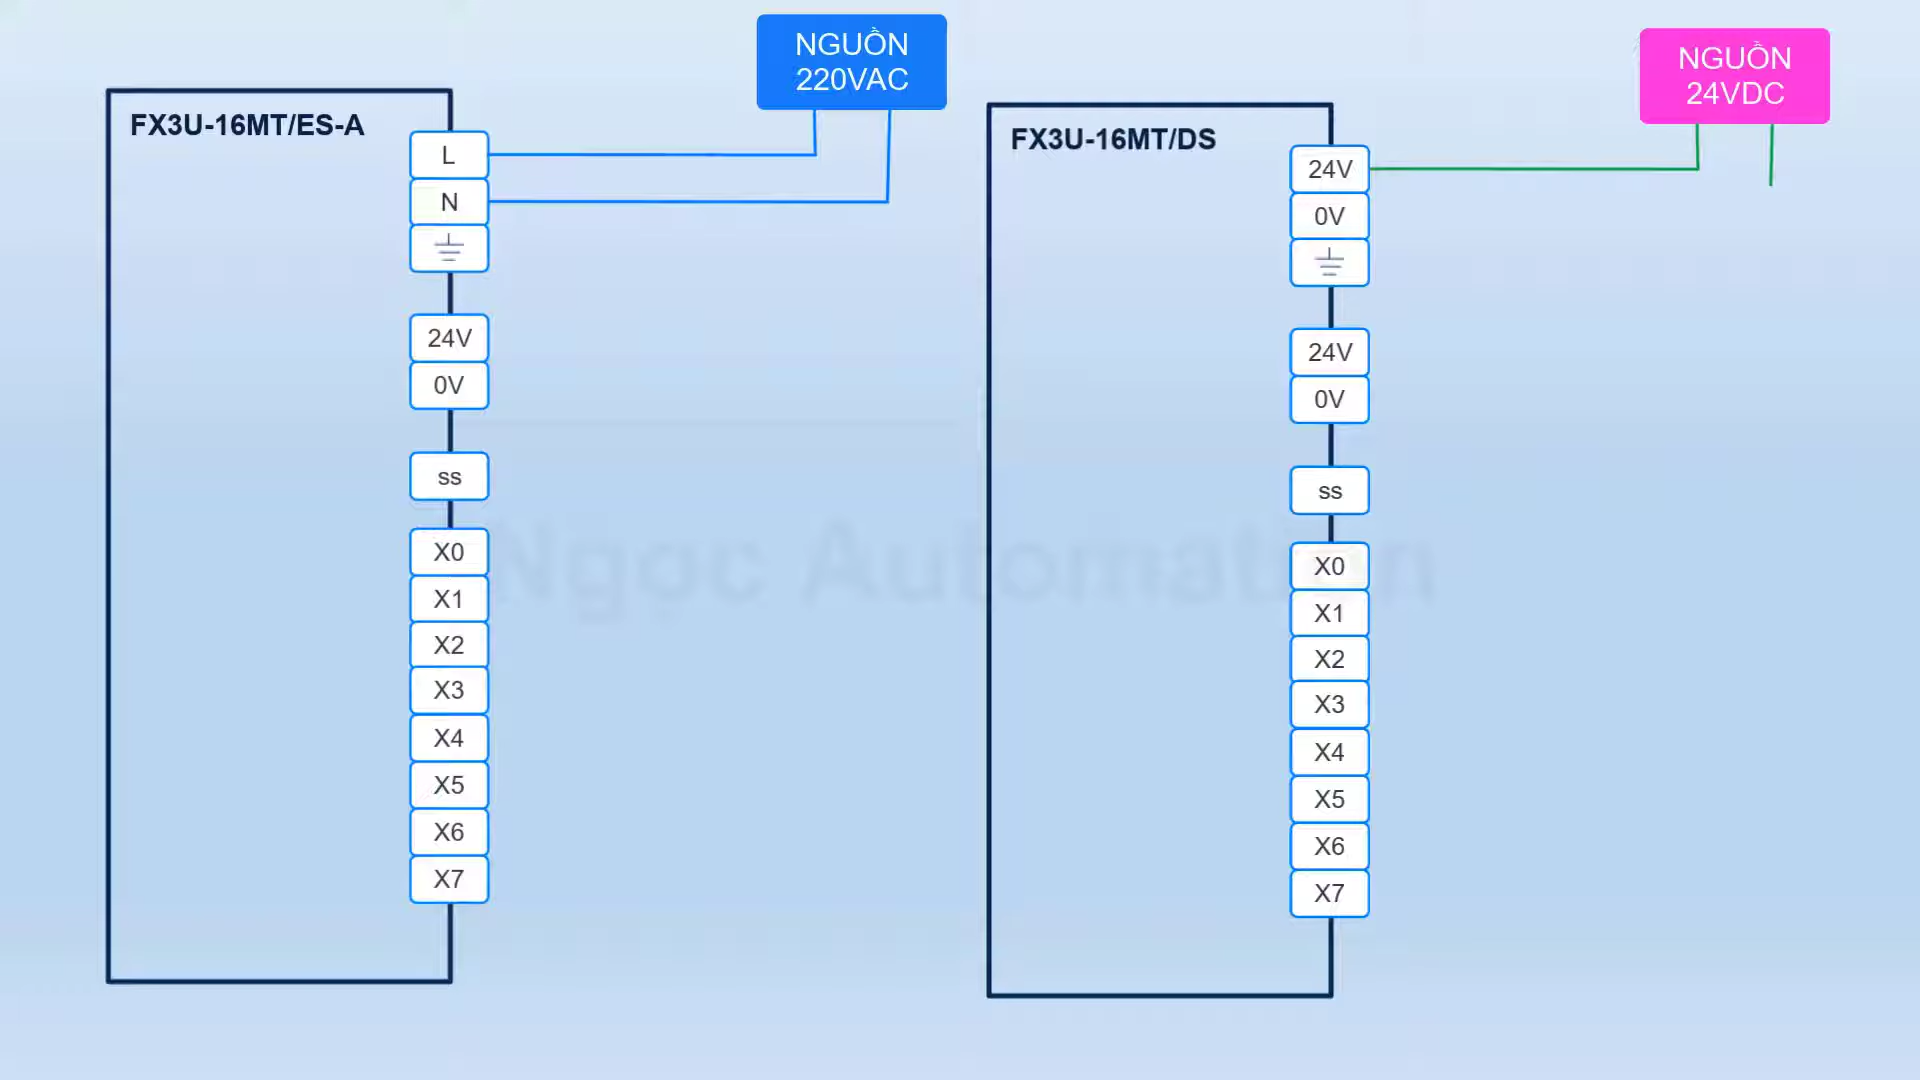 NGUỒN
220VAC
FX3U-16MT/ES-A
L
N
24V
0V
ss
X0
X1
X2
X3
X4
X5
X6
X7
NGUỒN
24VDC
FX3U-16MT/DS
24V
0V
24V
0V
ss
X0
X1
X2
X3
X4
X5
X6
X7
Ngọc Automation